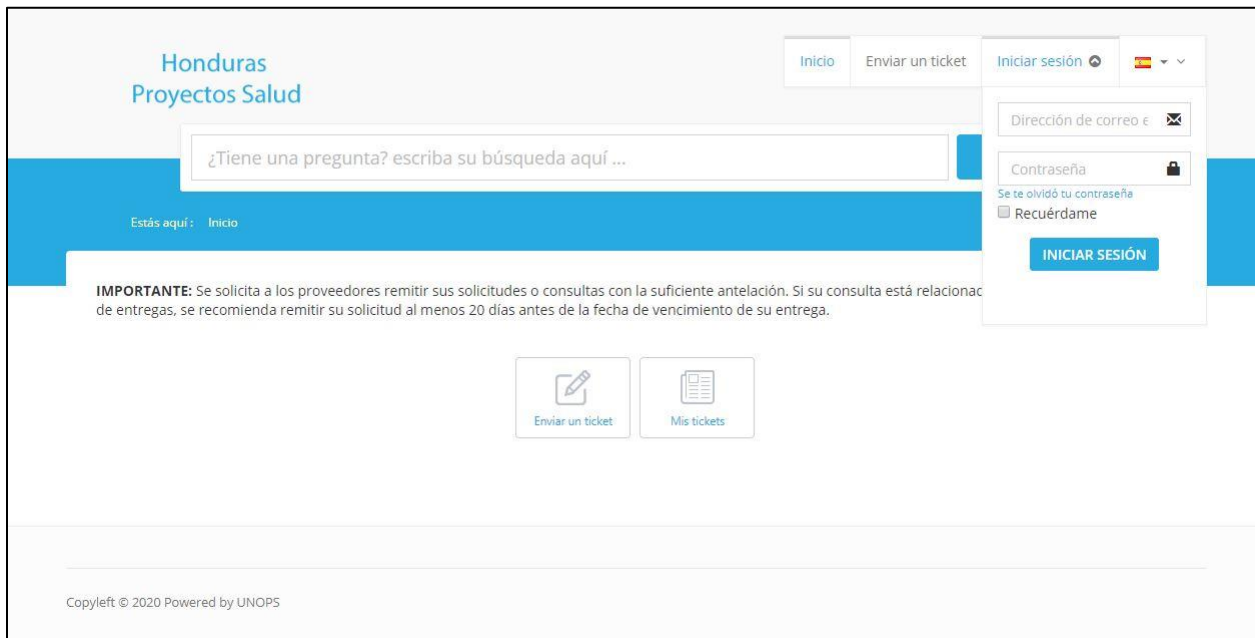 Honduras
Proyectos Salud
Inicio
Enviar un ticket
Iniciar sesión
Dirección de correo e
¿Tiene una pregunta? escriba su búsqueda aquí ...
Contraseña
Se te olvidó tu contraseña
Recuérdame
Estás aquí : Inicio
INICIAR SESIÓN
IMPORTANTE: Se solicita a los proveedores remitir sus solicitudes o consultas con la suficiente antelación. Si su consulta está relacionac
de entregas, se recomienda remitir su solicitud al menos 20 días antes de la fecha de vencimiento de su entrega.
Enviar un ticket
Mis tickets
Copyleft © 2020 Powered by UNOPS